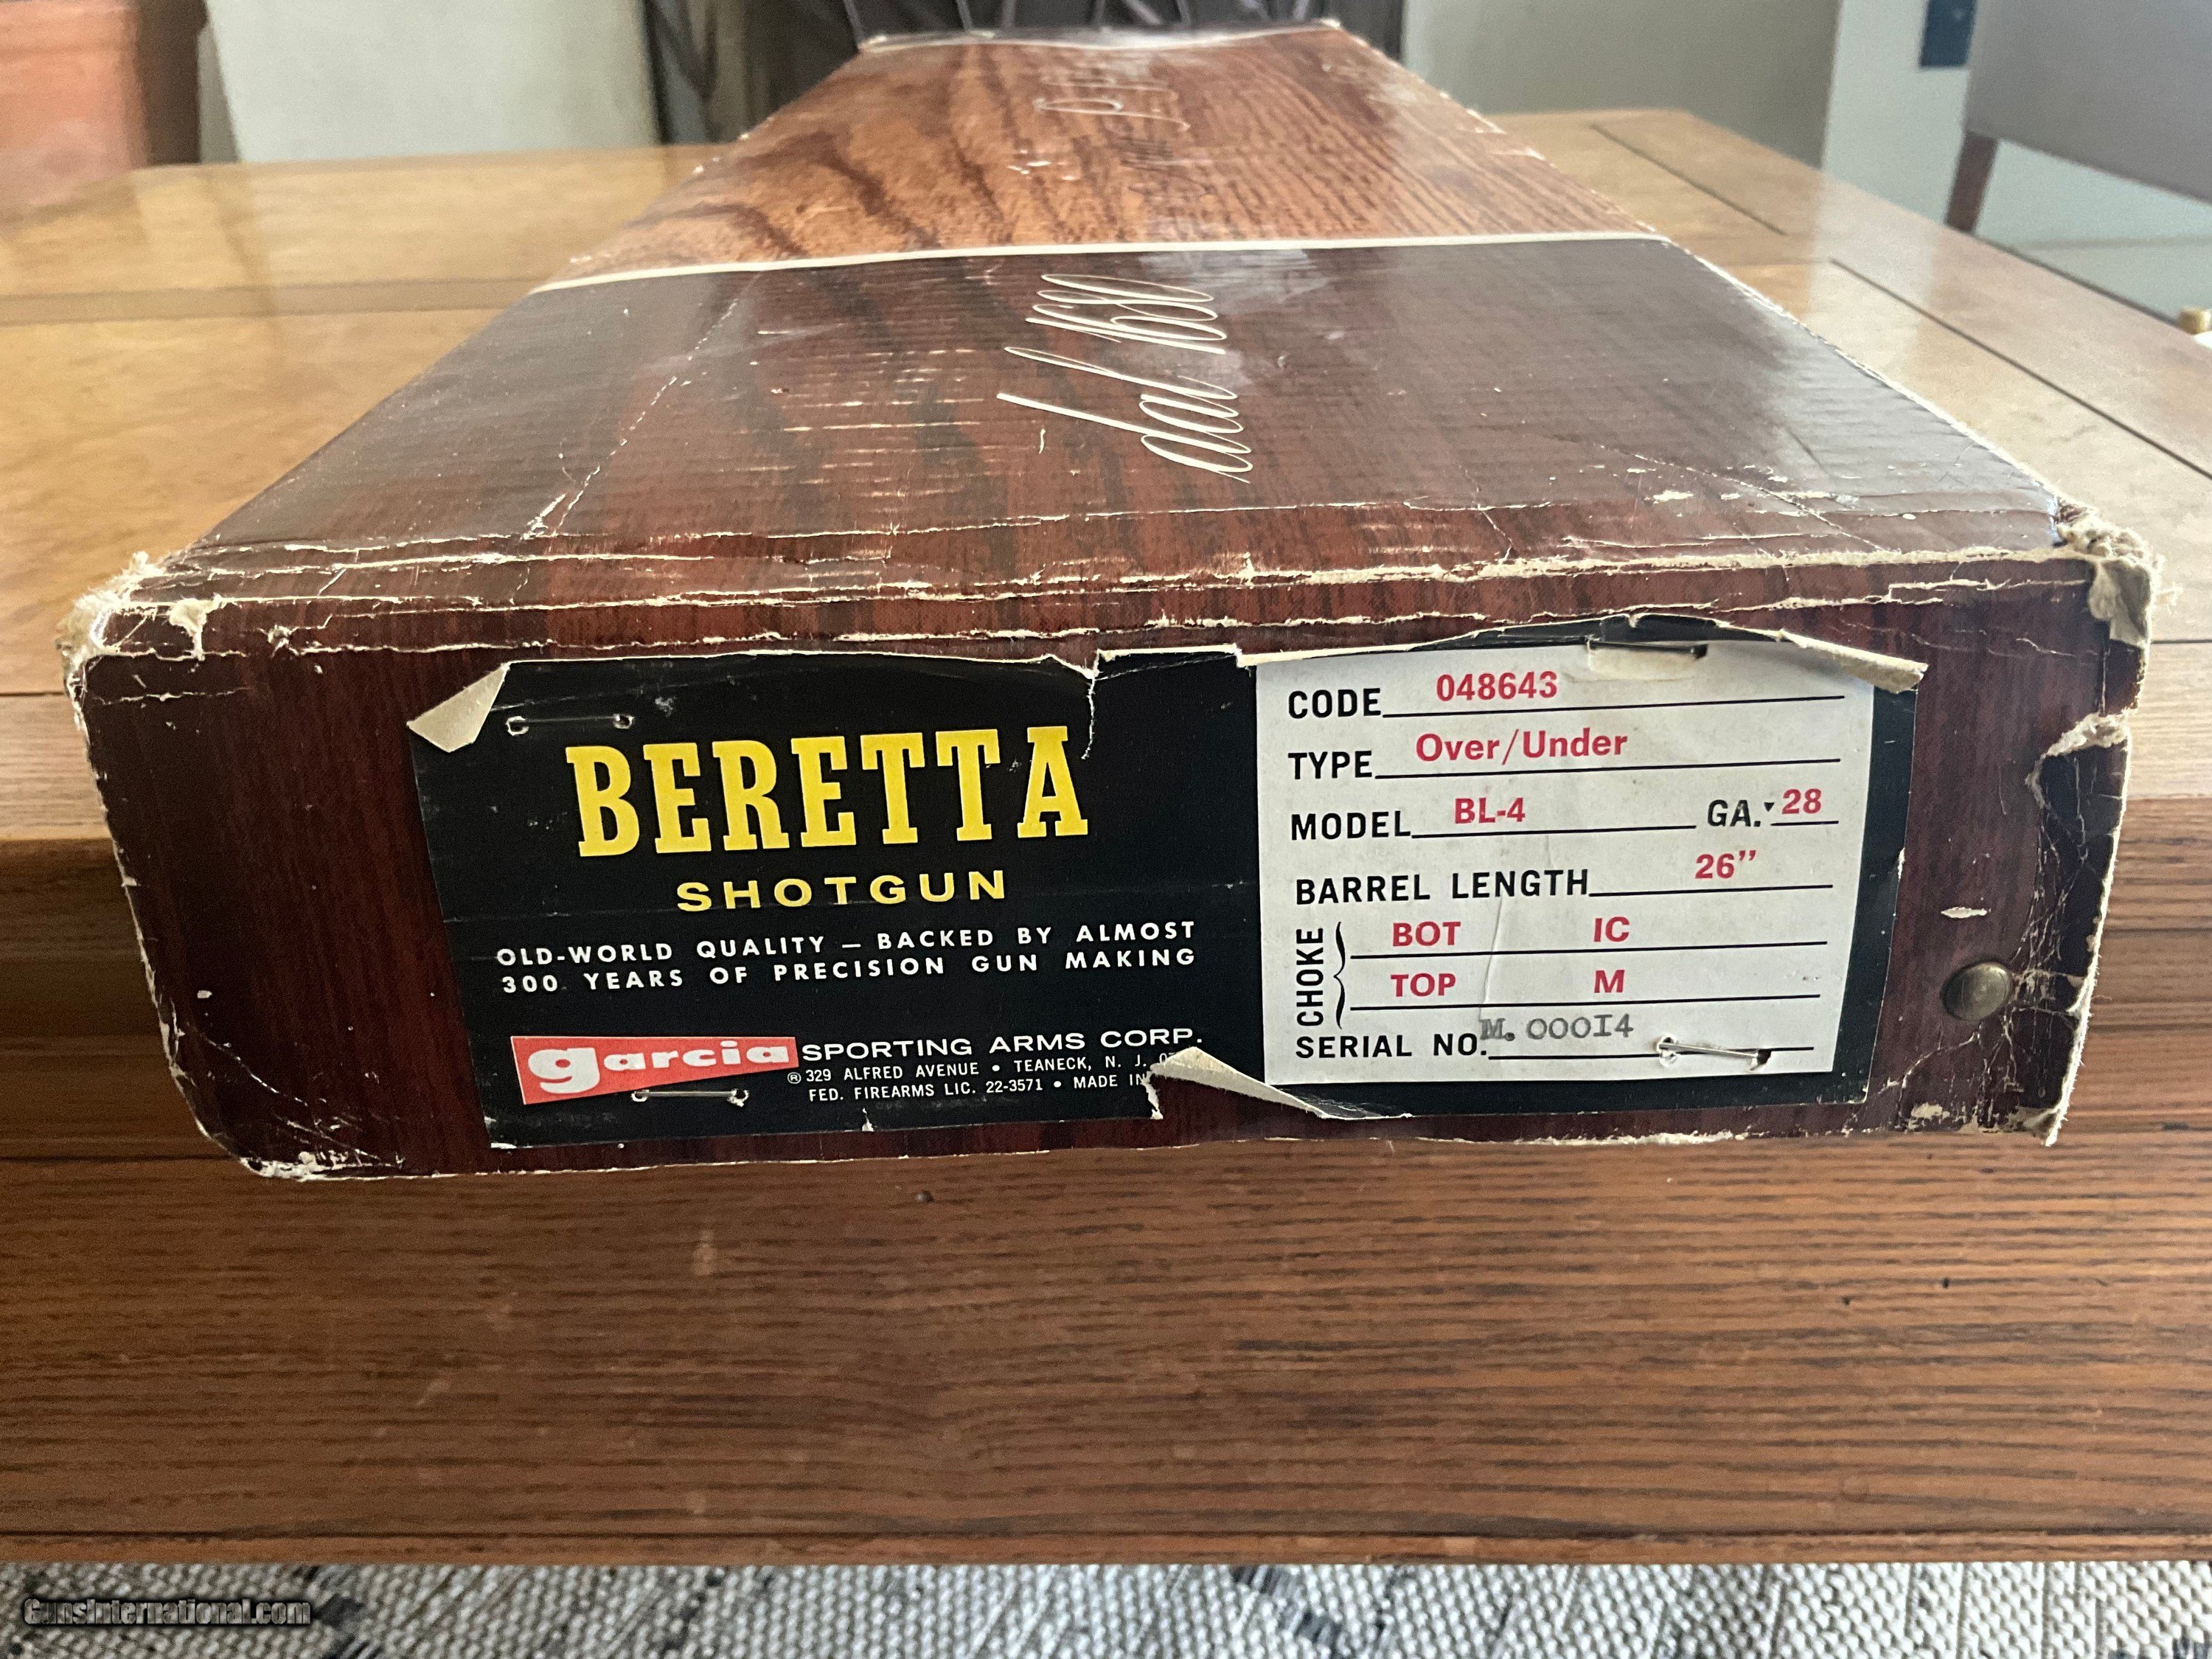 dal 1680
BERETTA
SHOTGUN
OLD-WORLD QUALITY — BACKED BY ALMOST
300 YEARS OF PRECISION GUN MAKING
garcia SPORTING ARMS CORP.
® 329 ALFRED AVENUE • TEANECK, N. J.
FED. FIREARMS LIC. 22-3571 • MADE IN
CODE 048643
TYPE Over/Under
MODEL BL-4 GA. 28
BARREL LENGTH 26"
CHOKE
BOT IC
TOP M
SERIAL NO. M. 00014
GunsInternational.com